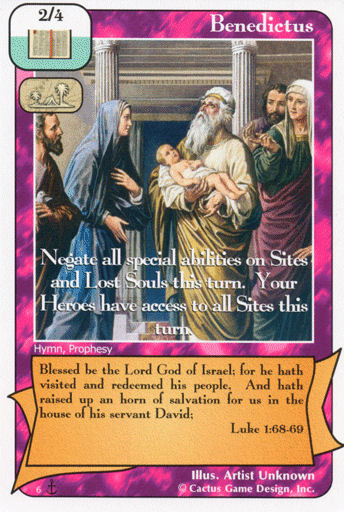 2/4
Benedictus
Negate all special abilities on Sites
and Lost Souls this turn. Your
Heroes have access to all Sites this
turn.
Hymn, Prophesy
Blessed be the Lord God of Israel; for he hath
visited and redeemed his people. And hath
raised up an horn of salvation for us in the
house of his servant David;
Luke 1:68-69
Illus. Artist Unknown
6
© Cactus Game Design, Inc.